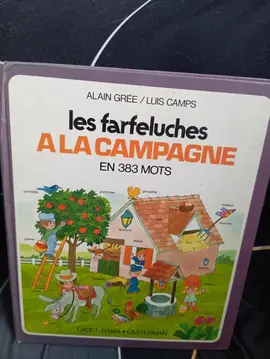 ALAIN GRÉE / LUIS CAMPS
les farfeluches
A LA CAMPAGNE
EN 383 MOTS
CADET-RAMA • CASTERMAN